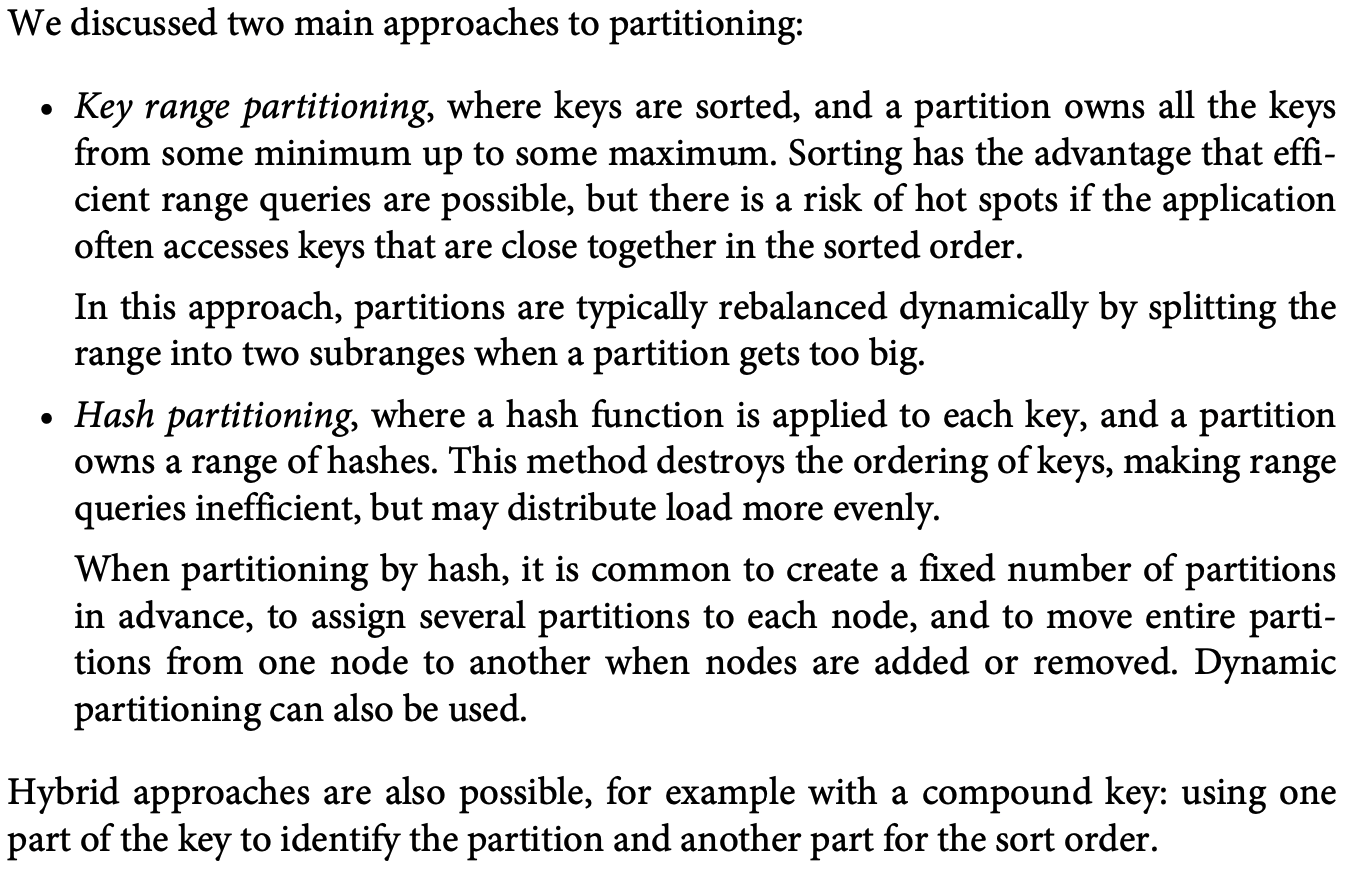 We discussed two main approaches to partitioning:
• Key range partitioning, where keys are sorted, and a partition owns all the keys
from some minimum up to some maximum. Sorting has the advantage that effi-
cient range queries are possible, but there is a risk of hot spots if the application
often accesses keys that are close together in the sorted order.
In this approach, partitions are typically rebalanced dynamically by splitting the
range into two subranges when a partition gets too big.
• Hash partitioning, where a hash function is applied to each key, and a partition
owns a range of hashes. This method destroys the ordering of keys, making range
queries inefficient, but may distribute load more evenly.
When partitioning by hash, it is common to create a fixed number of partitions
in advance, to assign several partitions to each node, and to move entire parti-
tions from one node to another when nodes are added or removed. Dynamic
partitioning can also be used.
Hybrid approaches are also possible, for example with a compound key: using one
part of the key to identify the partition and another part for the sort order.